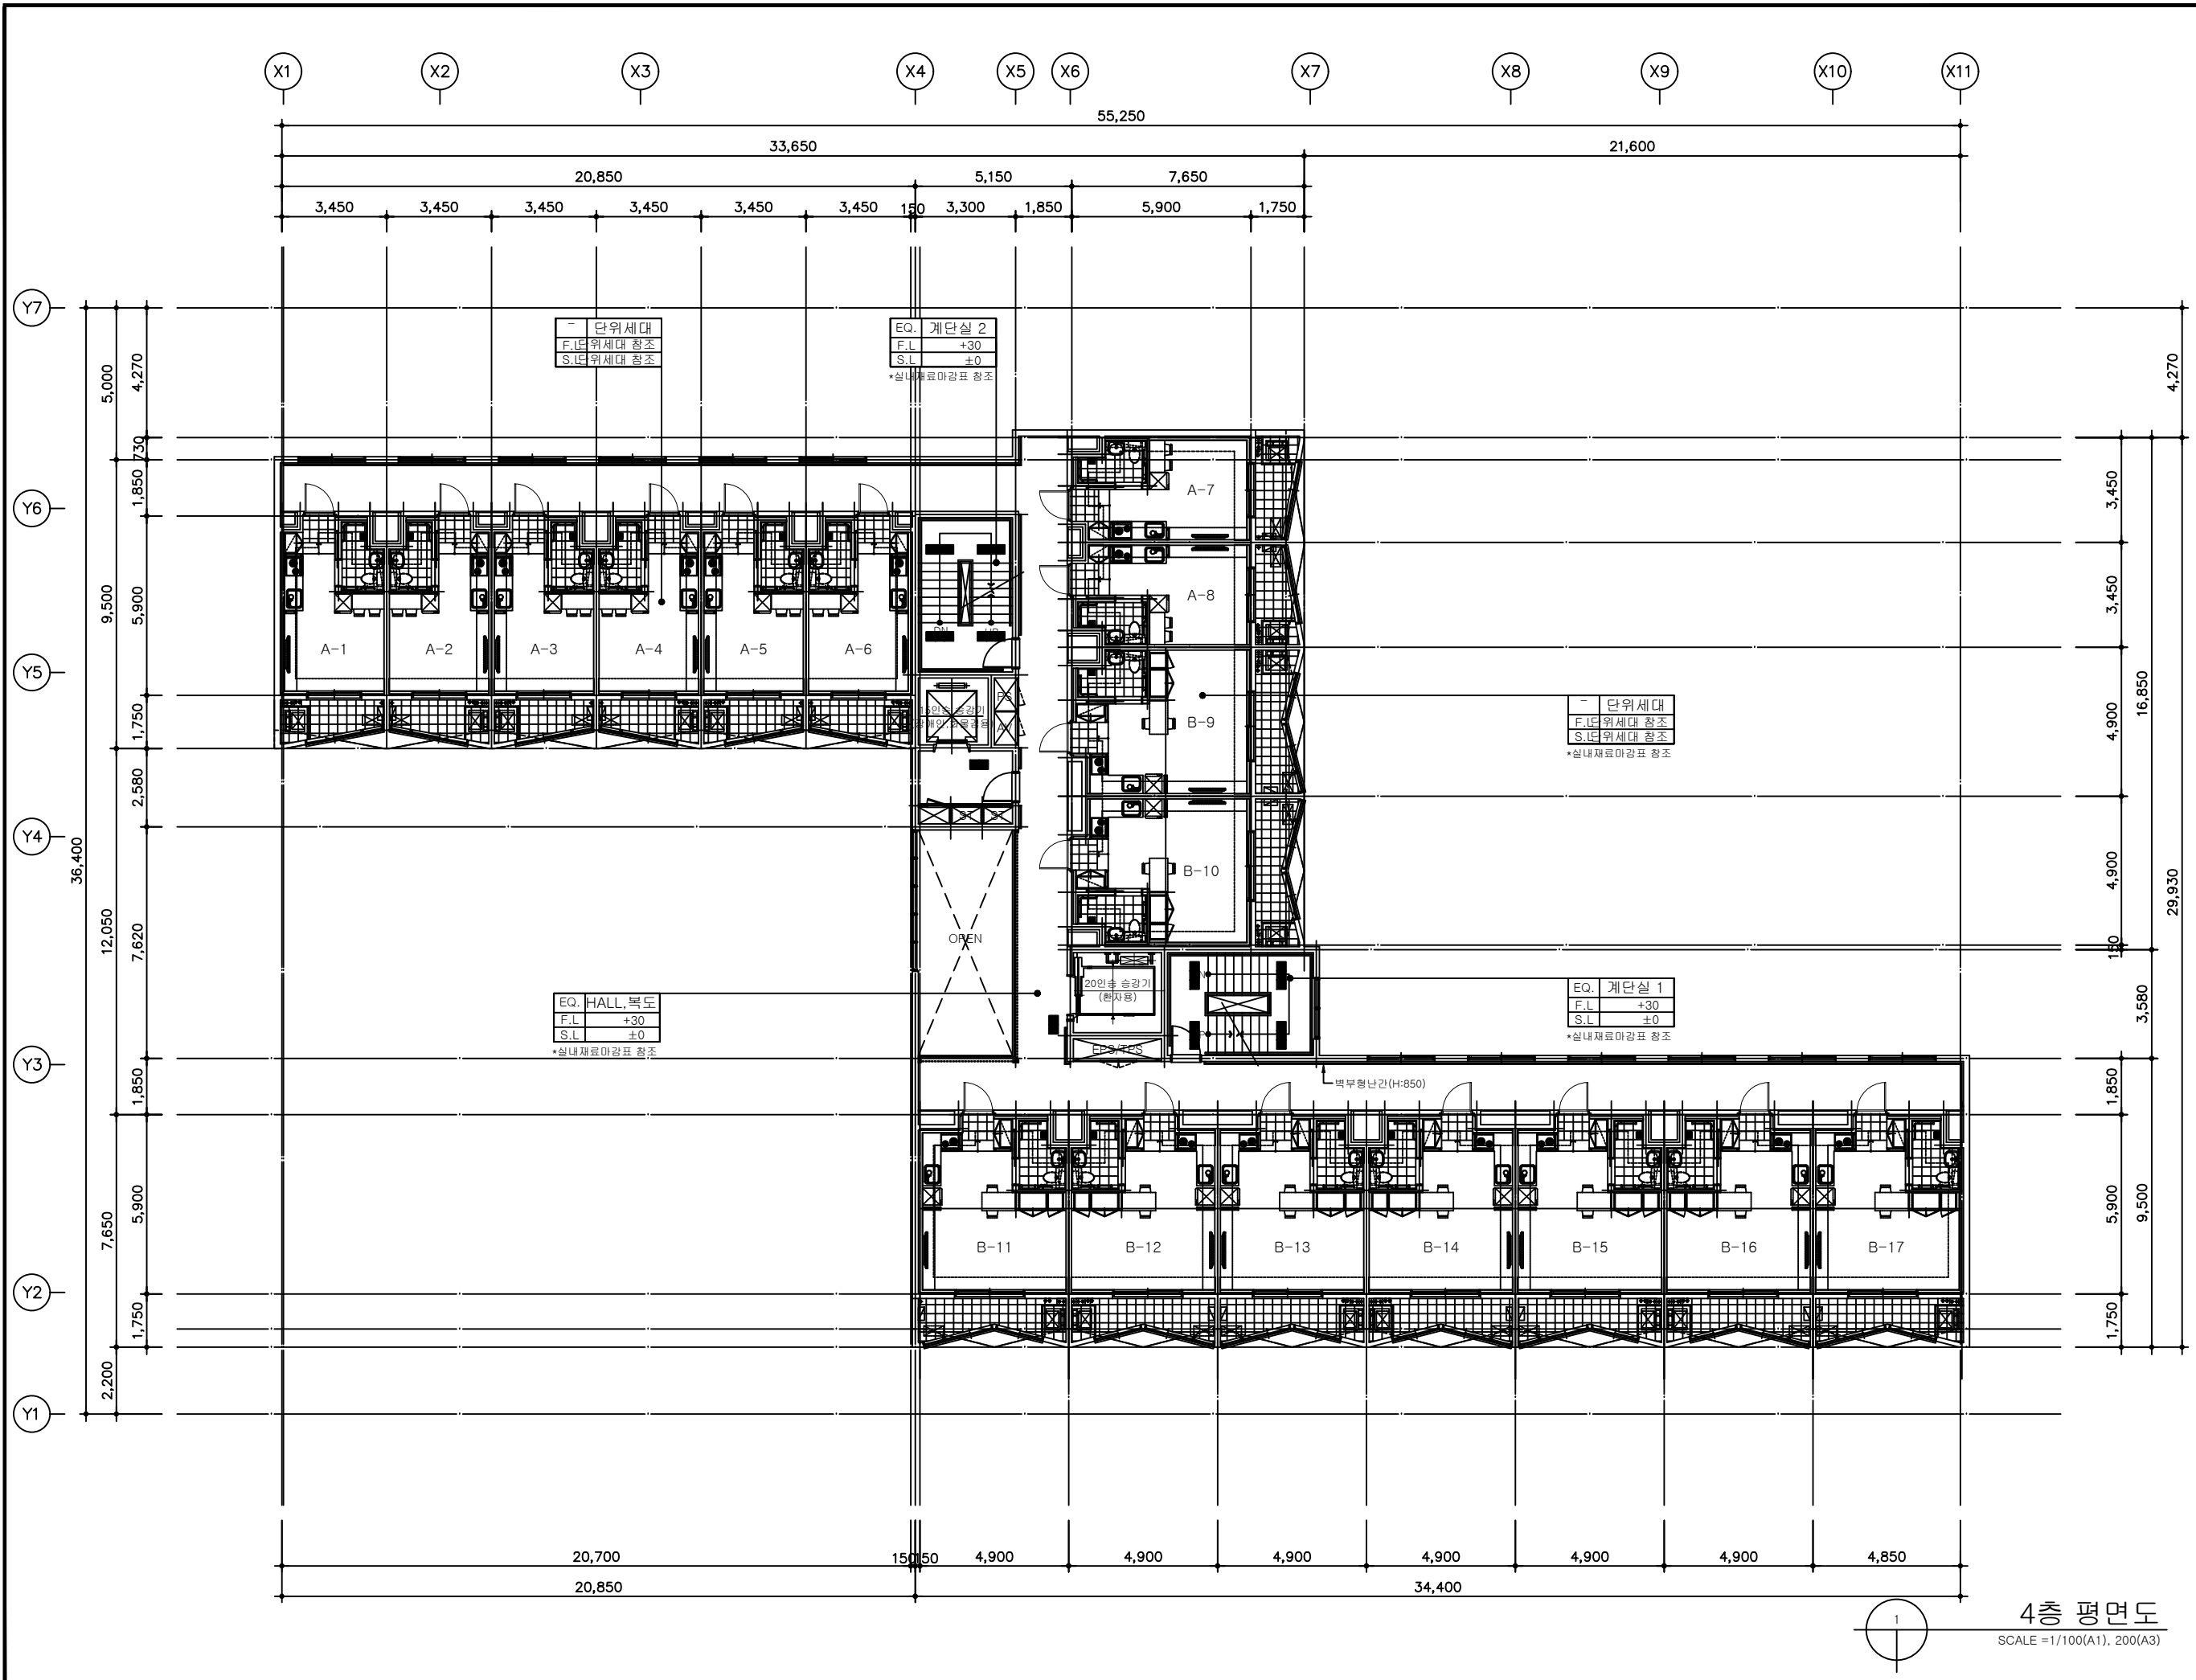 X1 X2 X3 X4 X5 X6 X7 X8 X9 X10 X11
55,250
33,650 21,600
20,850 5,150 7,650
3,450 3,450 3,450 3,450 3,450 3,450 150 3,300 1,850 5,900 1,750
Y7
Y6
Y5
Y4
Y3
Y2
Y1
36,400
5,000
9,500
12,050
7,650
2,200
4,270
730
1,850
5,900
1,750
2,580
7,620
1,850
5,900
1,750
- 단위세대
F.L 단위세대 참조
S.L 단위세대 참조
EQ. 계단실 2
F.L +30
S.L ±0
*실내재료마감표 참조
A-1 A-2 A-3 A-4 A-5 A-6
A-7
A-8
B-9
B-10
15인승 승강기
OPEN
20인승 승강기
(환자용)
EPS/TPS
- 단위세대
F.L 단위세대 참조
S.L 단위세대 참조
*실내재료마감표 참조
EQ. HALL,복도
F.L +30
S.L ±0
*실내재료마감표 참조
EQ. 계단실 1
F.L +30
S.L ±0
*실내재료마감표 참조
벽부형난간(H:850)
B-11 B-12 B-13 B-14 B-15 B-16 B-17
3,450
3,450
4,900
4,900
150
1,850
5,900
1,750
16,850
3,580
9,500
4,270
29,930
20,700 150 150 4,900 4,900 4,900 4,900 4,900 4,900 4,850
20,850 34,400
1
4층 평면도
SCALE =1/100(A1), 200(A3)